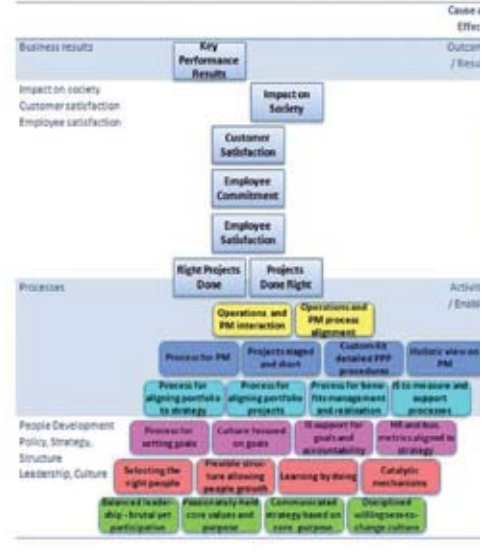 Cause
Effec
Business results
Key
Performance
Results
Outcom
/ Resu
Impact on society
Customer satisfaction
Employee satisfaction
Impact on
Society
Customer
Satisfaction
Employee
Commitment
Employee
Satisfaction
Right Projects
Done
Projects
Done Right
Processes
Activit
/ Enabl
Operations and
PM interaction
Operations and
PM process
alignment
Process for PM
Projects staged
and short
Custom-fit
detailed PPP
procedures
Holistic view on
PM
Process for
aligning portfolio
to strategy
Process for
aligning portfolio
projects
Process for bene-
fits management
and realisation
IS to measure and
support
processes
People Development
Policy, Strategy,
Structure
Leadership, Culture
Process for
setting goals
Culture focused
on goals
IS support for
goals and
accountability
HR and bus.
metrics aligned to
strategy
Selecting the
right people
Flexible struc-
ture allowing
people growth
Learning by doing
Catalytic
mechanisms
Balanced leader-
ship - brutal yet
participative
Passionately held
core values and
purpose
Communicated
strategy based on
core purpose
Disciplined
willingness-to-
change culture